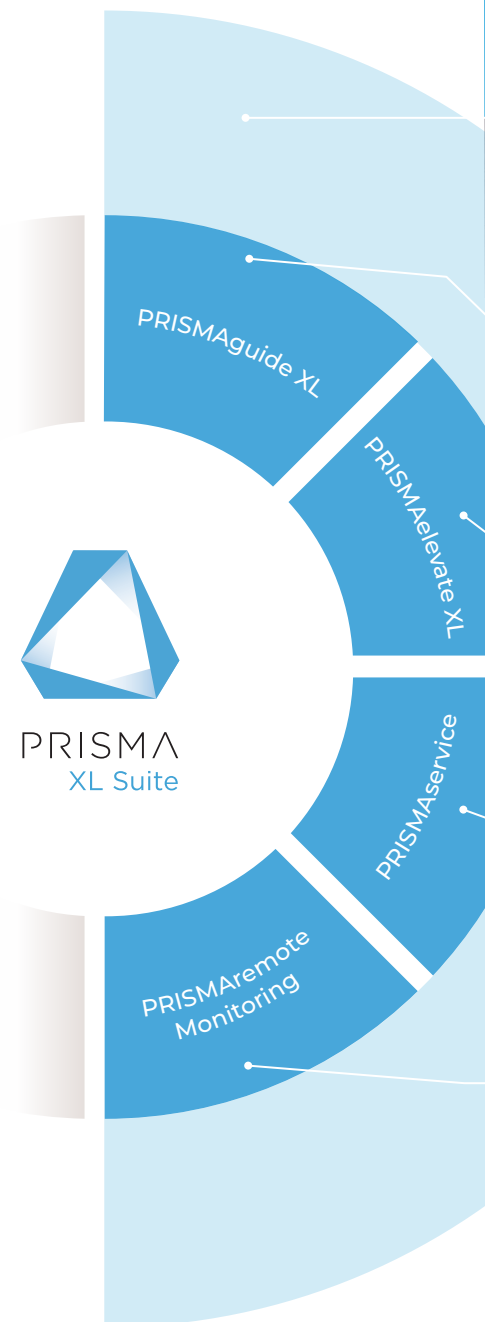 PRISMAguide XL
PRISMAelevate XL
PRISMA
XL Suite
PRISMAservice
PRISMAremote
Monitoring